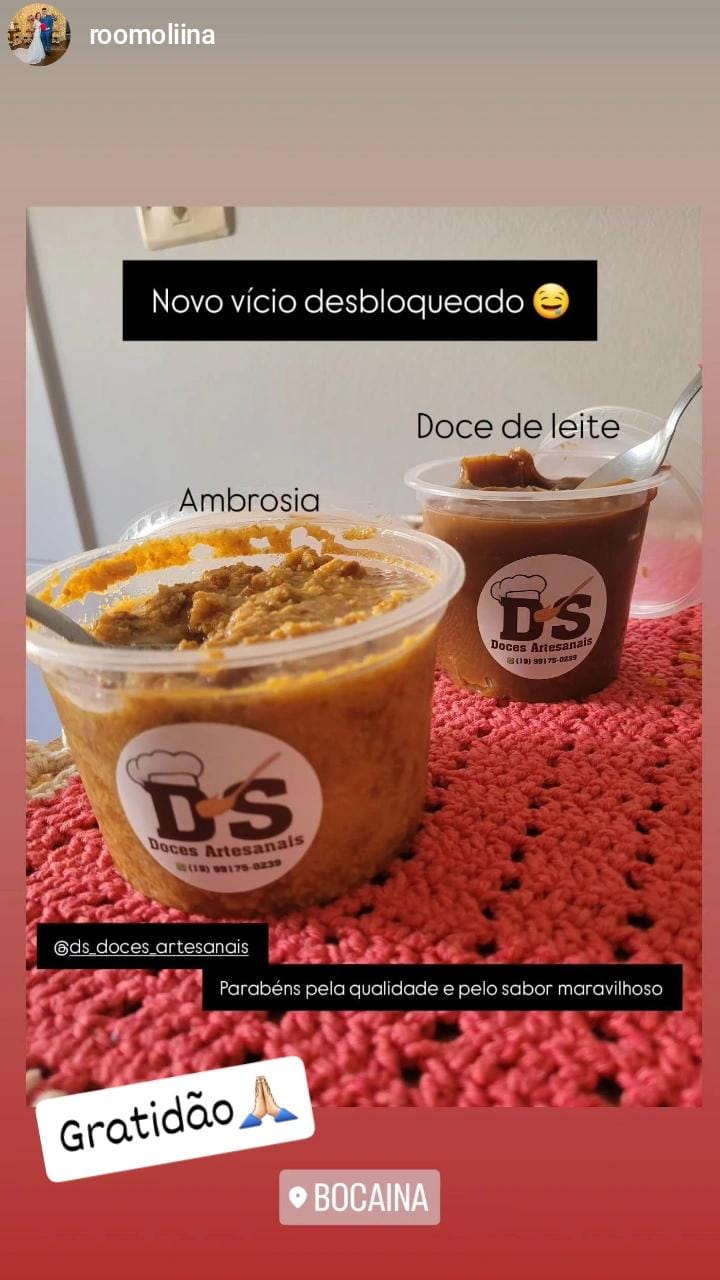 roomoliina
Novo vício desbloqueado 🤤
Doce de leite
Ambrosia
DS
Doces Artesanais
(19) 99175-0239
DS
Doces Artesanais
(19) 99175-0239
@ds_doces_artesanais
Parabéns pela qualidade e pelo sabor maravilhoso
Gratidão🙏🏻
BOCAINA